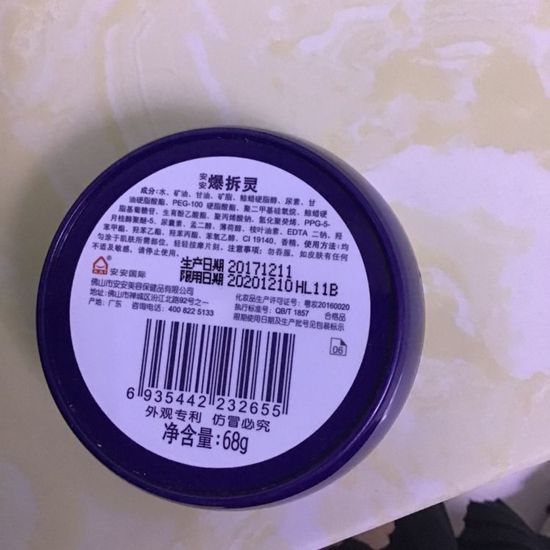 安安 爆拆灵
成分:水、矿油、甘油、矿脂、鲸蜡硬脂醇、尿素、甘
油硬脂酸酯、PEG-100 硬脂酸酯、聚二甲基硅氧烷、鲸蜡硬
脂基葡糖苷、生育酚乙酸酯、聚丙烯酸钠、氢化聚癸烯、PPG-5-
月桂醇聚醚-5、尿囊素、孟二醇、薄荷醇、桉叶油素、EDTA 二钠、羟
苯甲酯、羟苯乙酯、羟苯丙酯、苯氧乙醇、CI 19140、香精。使用方法:均
匀涂于肌肤所需部位,轻轻按摩片刻。注意事项:勿吞服。如皮肤有任何
不适及敏感,请停止使用。
生产日期 20171211
限用日期 20201210 HL11B
安安国际
佛山市安安美容保健品有限公司
地址:佛山市禅城区汾江北路92号之一
产地:广东 咨询电话:400 822 5133
化妆品生产许可证号:粤妆20160020
执行标准号:QB/T 1857 合格品
限期使用日期及生产批号见包装标示
06
6 935442 232655
外观专利 仿冒必究
净含量:68g